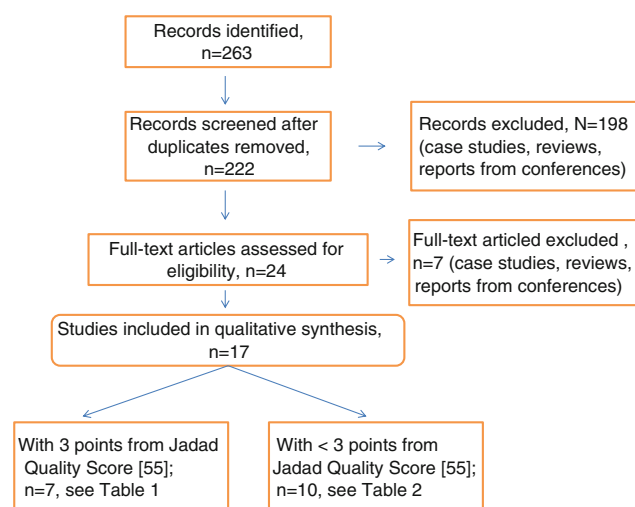 Records identified,
n=263
Records screened after
duplicates removed,
n=222
Records excluded, N=198
(case studies, reviews,
reports from conferences)
Full-text articles assessed for
eligibility, n=24
Full-text articled excluded ,
n=7 (case studies, reviews,
reports from conferences)
Studies included in qualitative synthesis,
n=17
With 3 points from Jadad
Quality Score [55];
n=7, see Table 1
With < 3 points from
Jadad Quality Score [55];
n=10, see Table 2